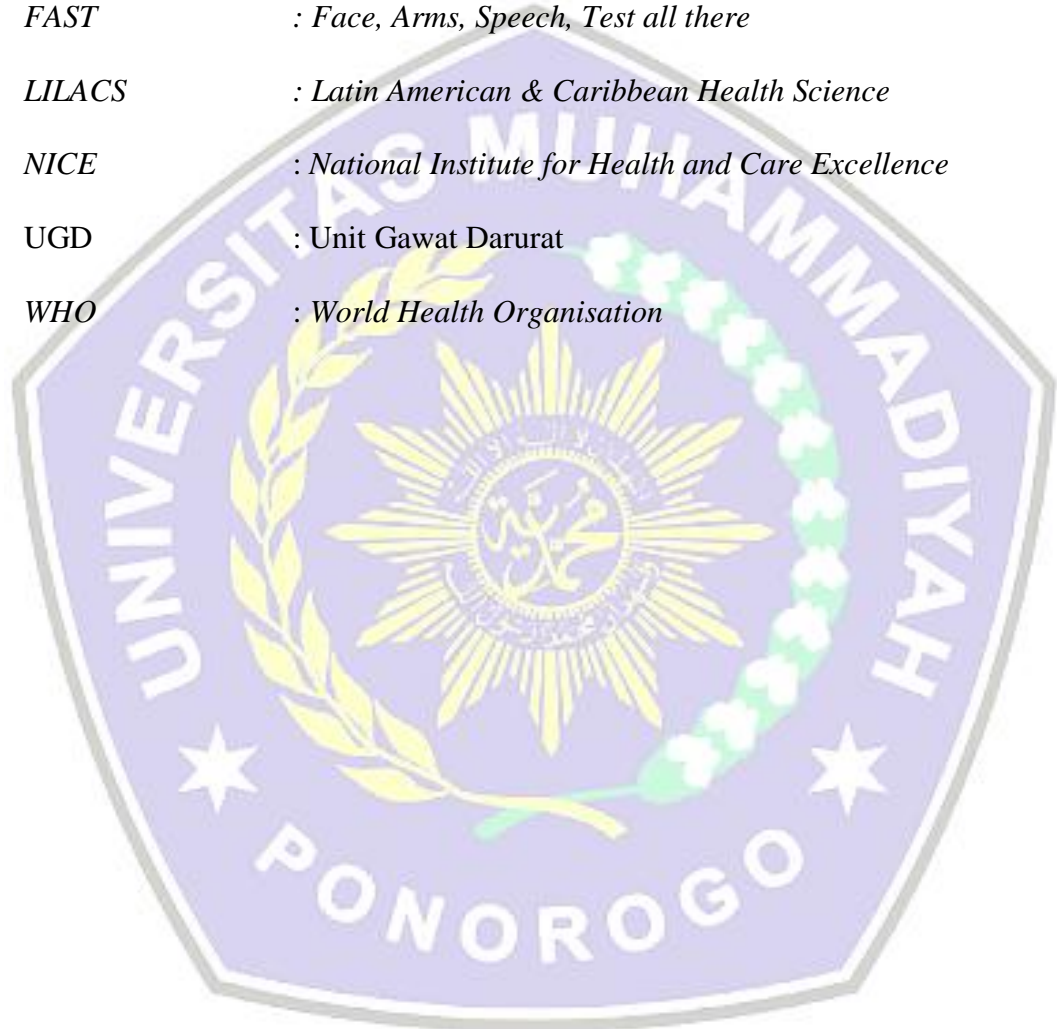 FAST : Face, Arms, Speech, Test all there
LILACS : Latin American & Caribbean Health Science
NICE : National Institute for Health and Care Excellence
UGD : Unit Gawat Darurat
WHO : World Health Organisation
UNIVERSITAS MUHAMMADIYAH
PONOROGO